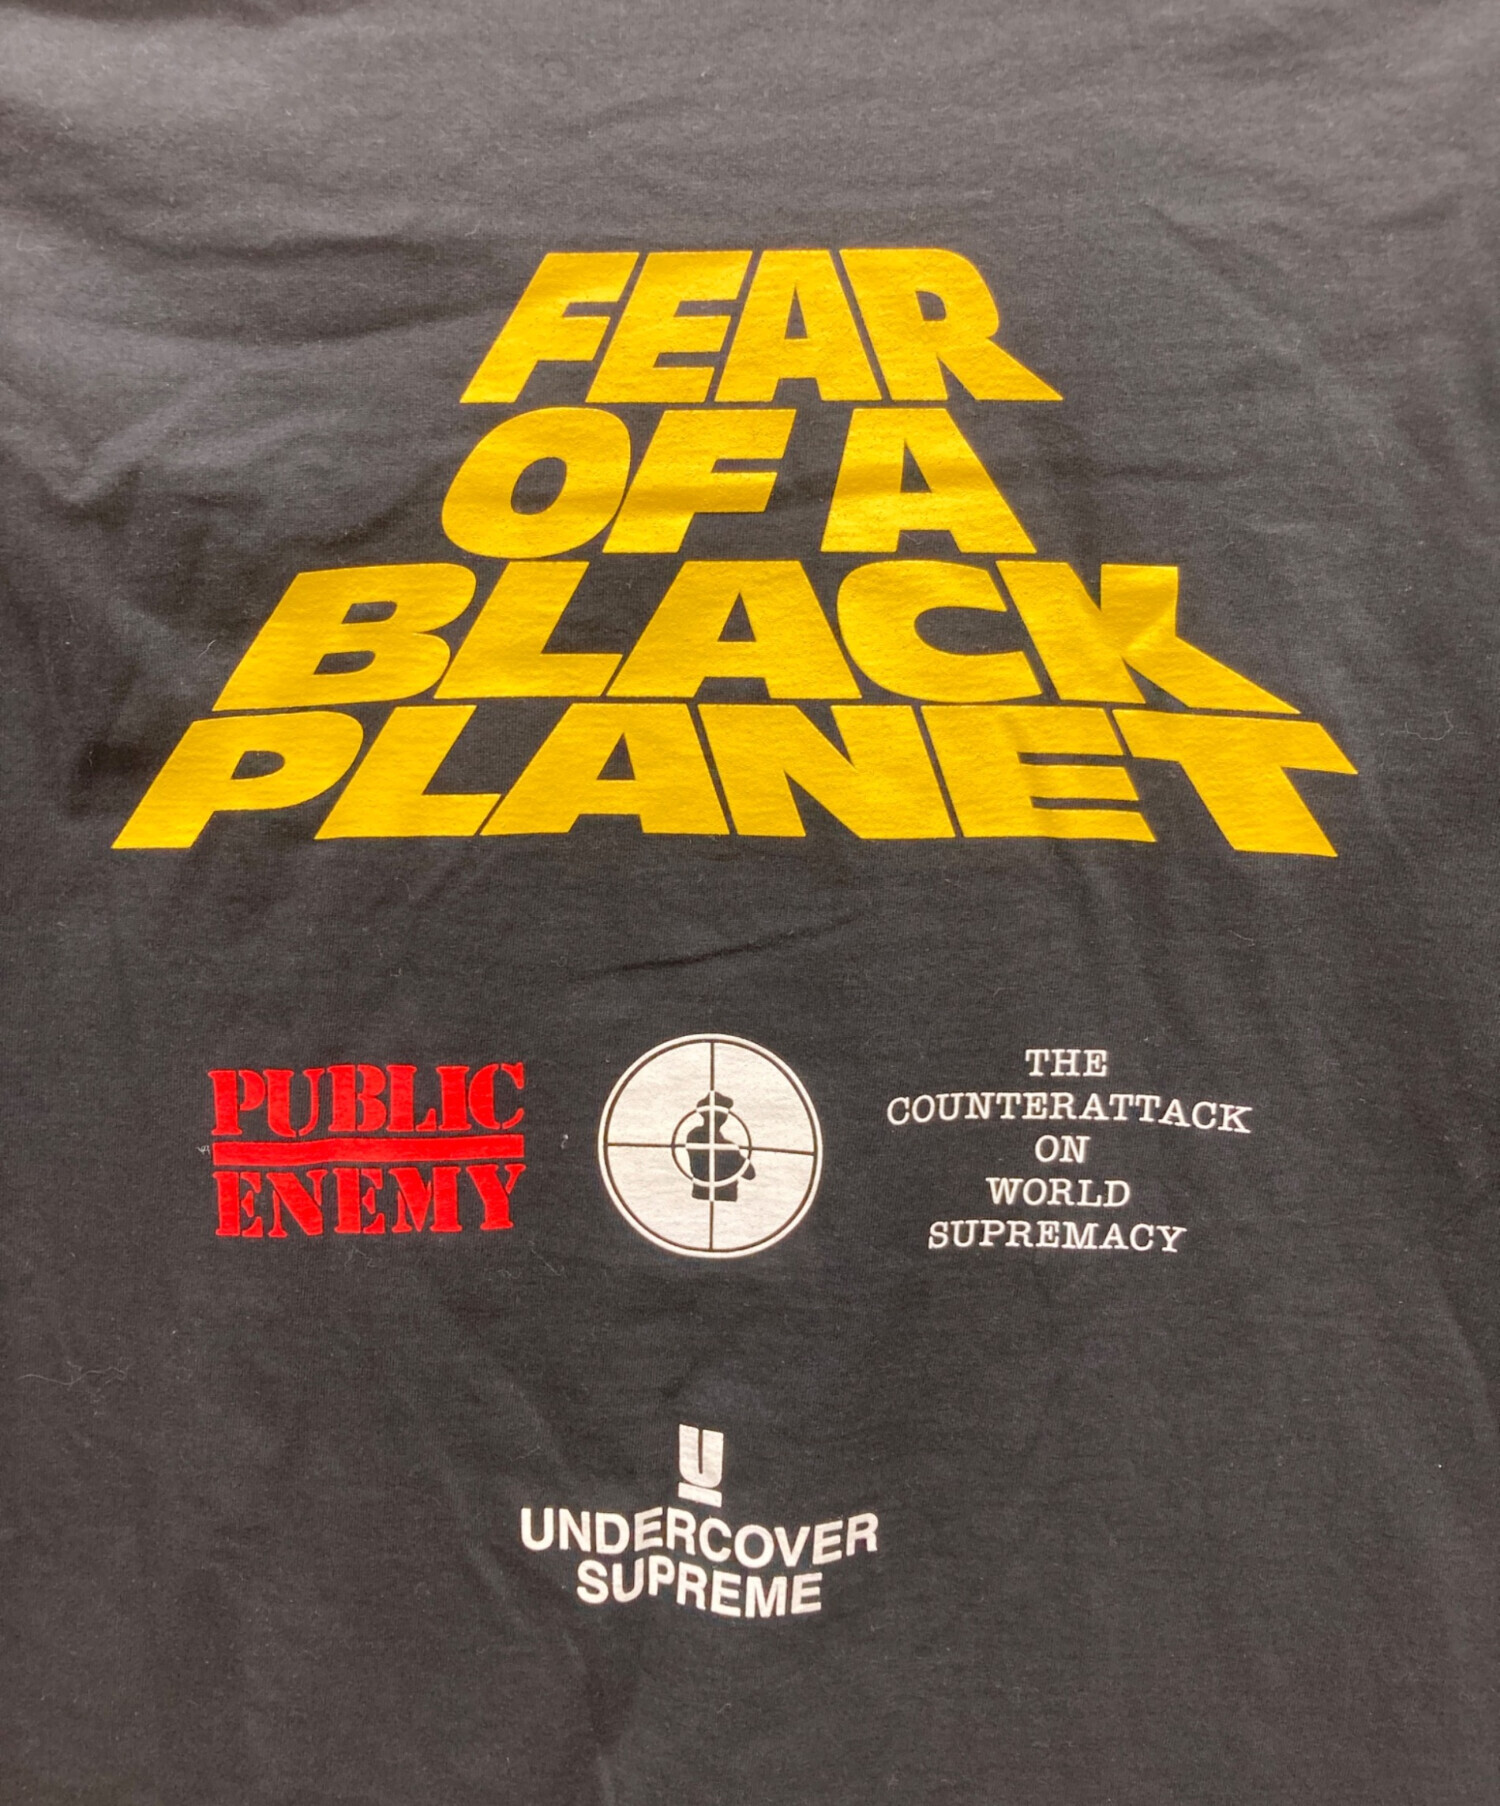 FEAR
OF A
BLACK
PLANET
PUBLIC
ENEMY
THE
COUNTERATTACK
ON
WORLD
SUPREMACY
U
UNDERCOVER
SUPREME